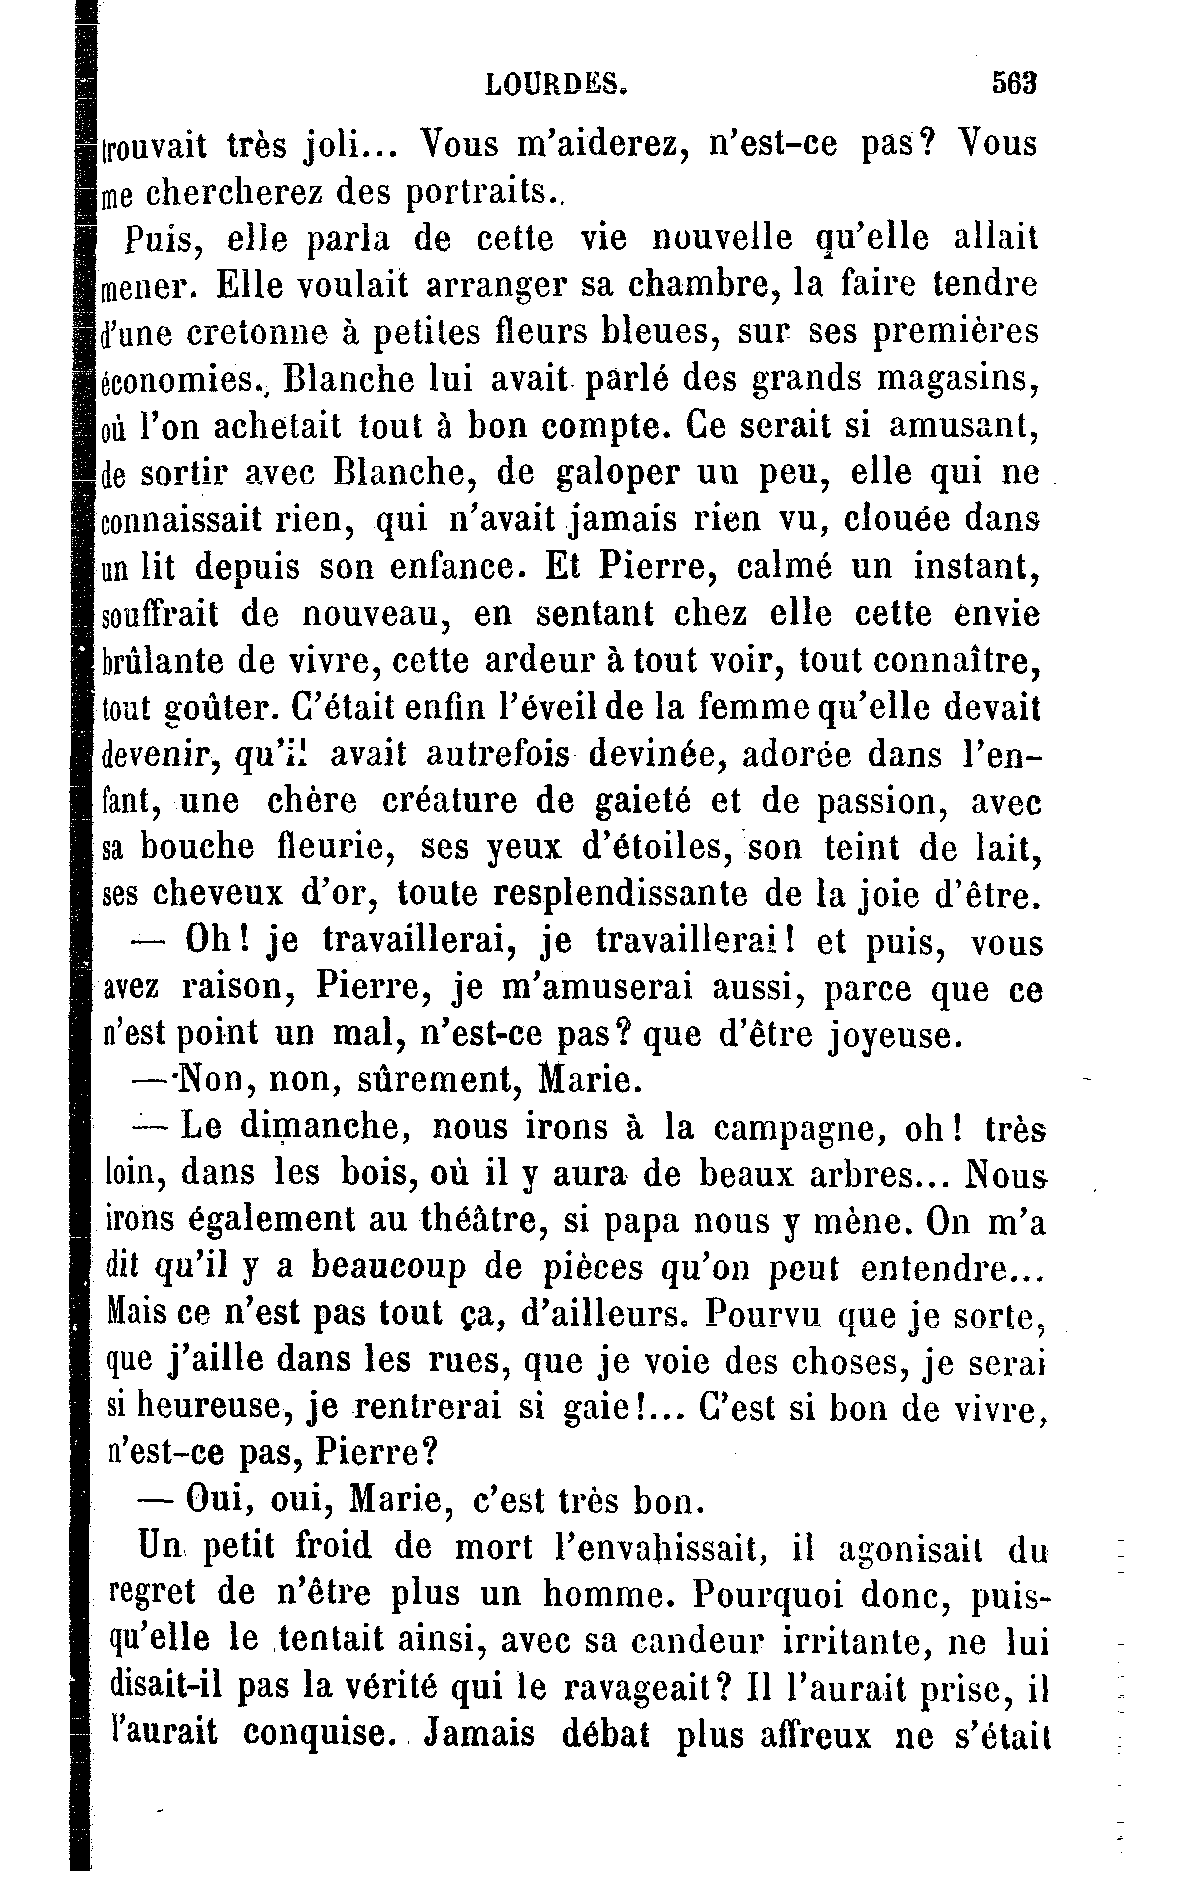 LOURDES. 563
trouvait très joli... Vous m'aiderez, n'est-ce pas? Vous
me chercherez des portraits..
Puis, elle parla de cette vie nouvelle qu'elle allait
mener. Elle voulait arranger sa chambre, la faire tendre
d'une cretonne à petites fleurs bleues, sur ses premières
économies. Blanche lui avait parlé des grands magasins,
où l'on achetait tout à bon compte. Ce serait si amusant,
de sortir avec Blanche, de galoper un peu, elle qui ne
connaissait rien, qui n'avait jamais rien vu, clouée dans
un lit depuis son enfance. Et Pierre, calmé un instant,
souffrait de nouveau, en sentant chez elle cette envie
brûlante de vivre, cette ardeur à tout voir, tout connaître,
tout goûter. C'était enfin l'éveil de la femme qu'elle devait
devenir, qu'il avait autrefois devinée, adorée dans l'en-
fant, une chère créature de gaieté et de passion, avec
sa bouche fleurie, ses yeux d'étoiles, son teint de lait,
ses cheveux d'or, toute resplendissante de la joie d'être.
— Oh! je travaillerai, je travaillerai! et puis, vous
avez raison, Pierre, je m'amuserai aussi, parce que ce
n'est point un mal, n'est-ce pas? que d'être joyeuse.
— Non, non, sûrement, Marie.
— Le dimanche, nous irons à la campagne, oh! très
loin, dans les bois, où il y aura de beaux arbres... Nous
irons également au théâtre, si papa nous y mène. On m'a
dit qu'il y a beaucoup de pièces qu'on peut entendre...
Mais ce n'est pas tout ça, d'ailleurs. Pourvu que je sorte,
que j'aille dans les rues, que je voie des choses, je serai
si heureuse, je rentrerai si gaie!... C'est si bon de vivre,
n'est-ce pas, Pierre?
— Oui, oui, Marie, c'est très bon.
Un petit froid de mort l'envahissait, il agonisait du
regret de n'être plus un homme. Pourquoi donc, puis-
qu'elle le tentait ainsi, avec sa candeur irritante, ne lui
disait-il pas la vérité qui le ravageait? Il l'aurait prise, il
l'aurait conquise. Jamais débat plus affreux ne s'était